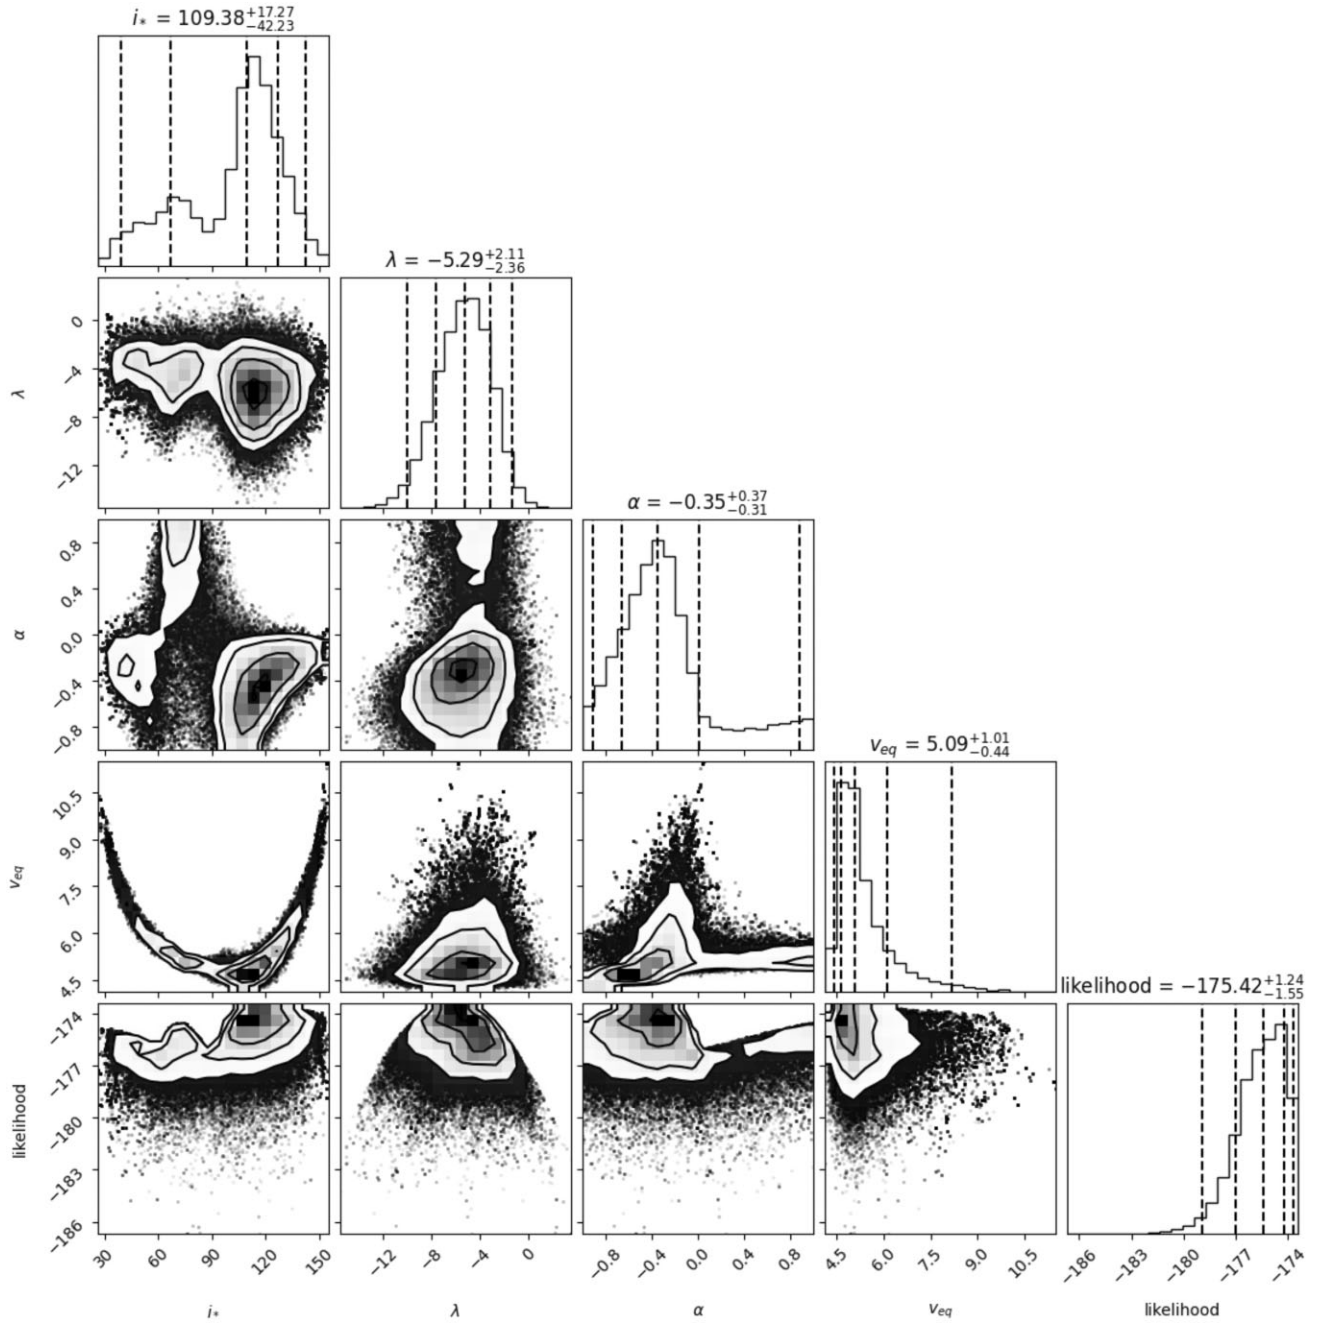 i* = 109.38+17.27−42.23
λ = −5.29+2.11−2.36
0
−4
−8
−12
λ
α = −0.35+0.37−0.31
0.8
0.4
0.0
−0.4
−0.8
α
veq = 5.09+1.01−0.44
10.5
9.0
7.5
6.0
4.5
veq
likelihood = −175.42+1.24−1.55
−174
−177
−180
−183
−186
likelihood
30 60 90 120 150 −12 −8 −4 0 −0.8 −0.4 0.0 0.4 0.8 4.5 6.0 7.5 9.0 10.5 −186 −183 −180 −177 −174
i* λ α veq likelihood